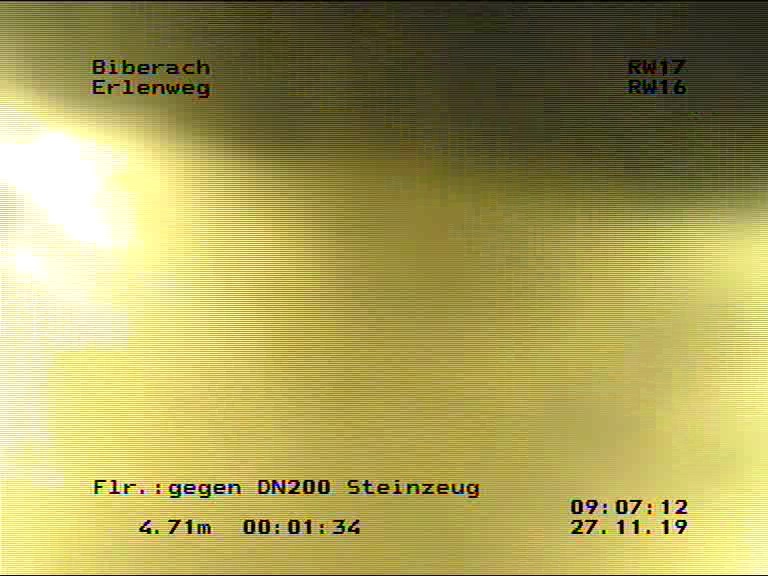 Biberach RW17
Erlenweg RW16
Flr.:gegen DN200 Steinzeug
09:07:12
4.71m 00:01:34 27.11.19